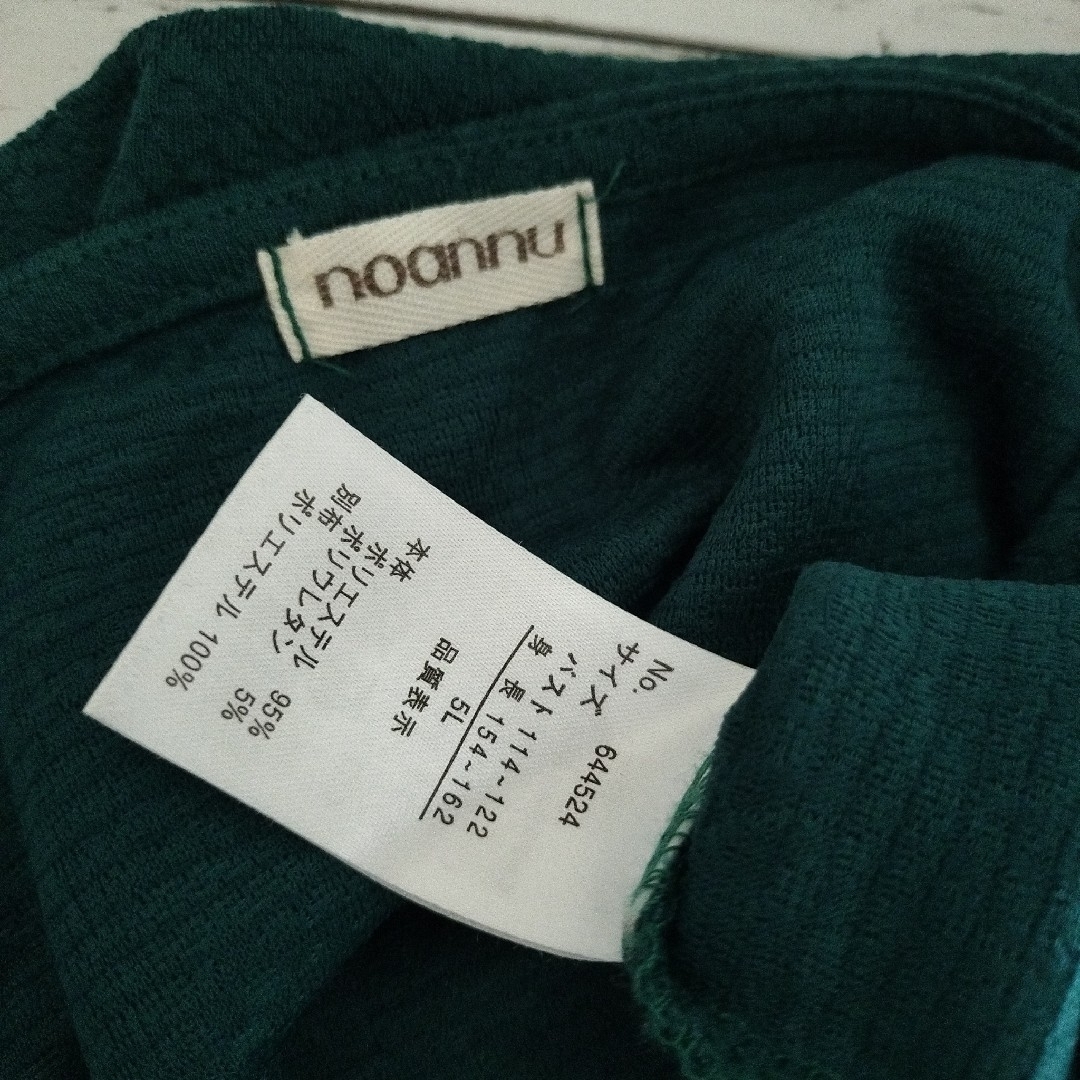 noannu
No. 644524
サイズ
バスト 114~122
身長 154~162
5L
品質表示
本体
ポリエステル 95%
ポリウレタン 5%
別布
ポリエステル 100%